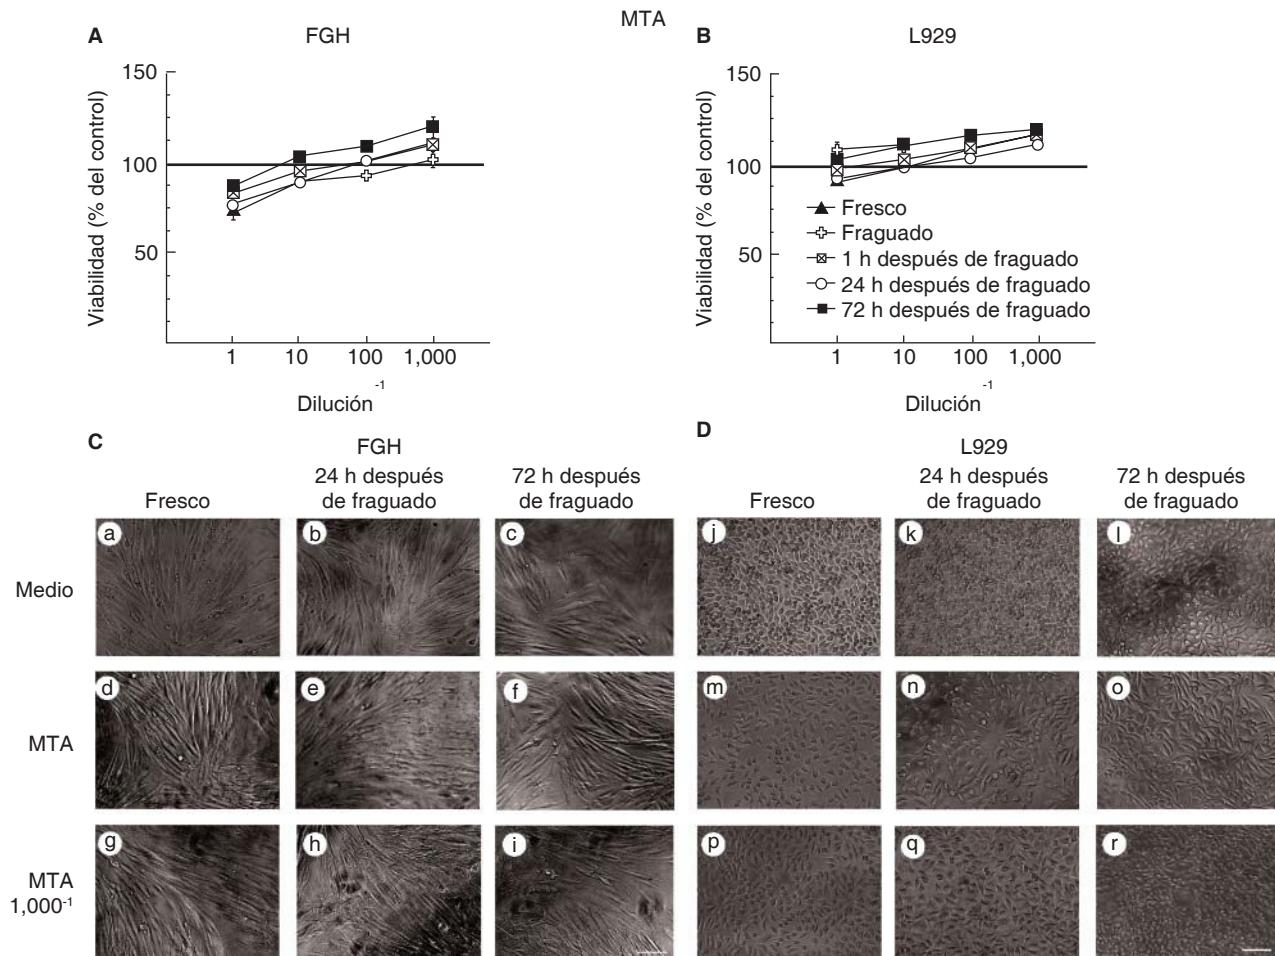 MTA
A
FGH
150
100
50
Viabilidad (% del control)
1
10
100
1,000
Dilución⁻¹
B
L929
150
100
50
Viabilidad (% del control)
Fresco
Fraguado
1 h después de fraguado
24 h después de fraguado
72 h después de fraguado
1
10
100
1,000
Dilución⁻¹
C
FGH
Fresco
24 h después
de fraguado
72 h después
de fraguado
D
L929
Fresco
24 h después
de fraguado
72 h después
de fraguado
Medio
a
b
c
j
k
l
MTA
d
e
f
m
n
o
MTA
1,000⁻¹
g
h
i
p
q
r